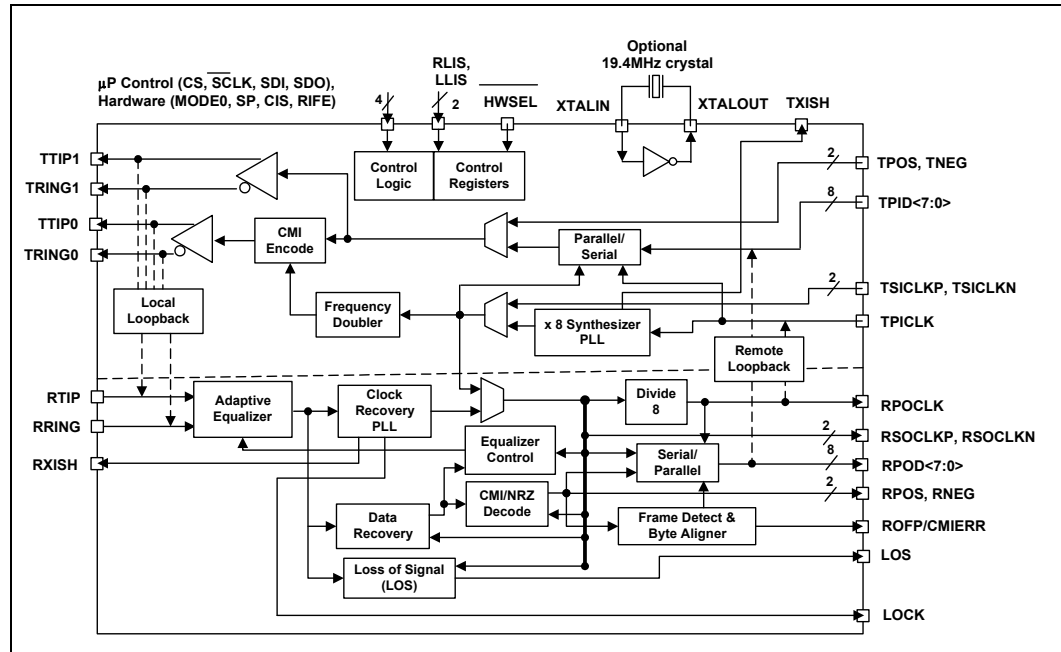 Optional
19.4MHz crystal
µP Control (CS, SCLK, SDI, SDO),
Hardware (MODE0, SP, CIS, RIFE)
RLIS,
LLIS
HWSEL
XTALIN
XTALOUT
TXISH
4
2
TTIP1
TRING1
TTIP0
TRING0
Control
Logic
Control
Registers
2
TPOS, TNEG
8
TPID<7:0>
CMI
Encode
Parallel/
Serial
2
TSICLKP, TSICLKN
Local
Loopback
Frequency
Doubler
x 8 Synthesizer
PLL
TPICLK
Remote
Loopback
RTIP
RRING
RXISH
Adaptive
Equalizer
Clock
Recovery
PLL
Divide
8
RPOCLK
2
RSOCLKP, RSOCLKN
Equalizer
Control
Serial/
Parallel
8
RPOD<7:0>
CMI/NRZ
Decode
2
RPOS, RNEG
Data
Recovery
Frame Detect &
Byte Aligner
ROFP/CMIERR
Loss of Signal
(LOS)
LOS
LOCK